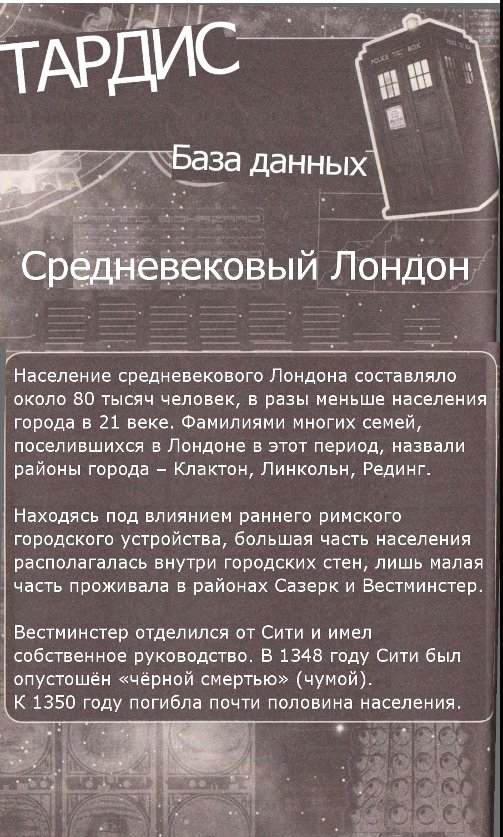 ТАРДИС
POLICE BOX
База данных
Средневековый Лондон
Население средневекового Лондона составляло
около 80 тысяч человек, в разы меньше населения
города в 21 веке. Фамилиями многих семей,
поселившихся в Лондоне в этот период, назвали
районы города – Клактон, Линкольн, Рединг.
Находясь под влиянием раннего римского
городского устройства, большая часть населения
располагалась внутри городских стен, лишь малая
часть проживала в районах Сазерк и Вестминстер.
Вестминстер отделился от Сити и имел
собственное руководство. В 1348 году Сити был
опустошён «чёрной смертью» (чумой).
К 1350 году погибла почти половина населения.